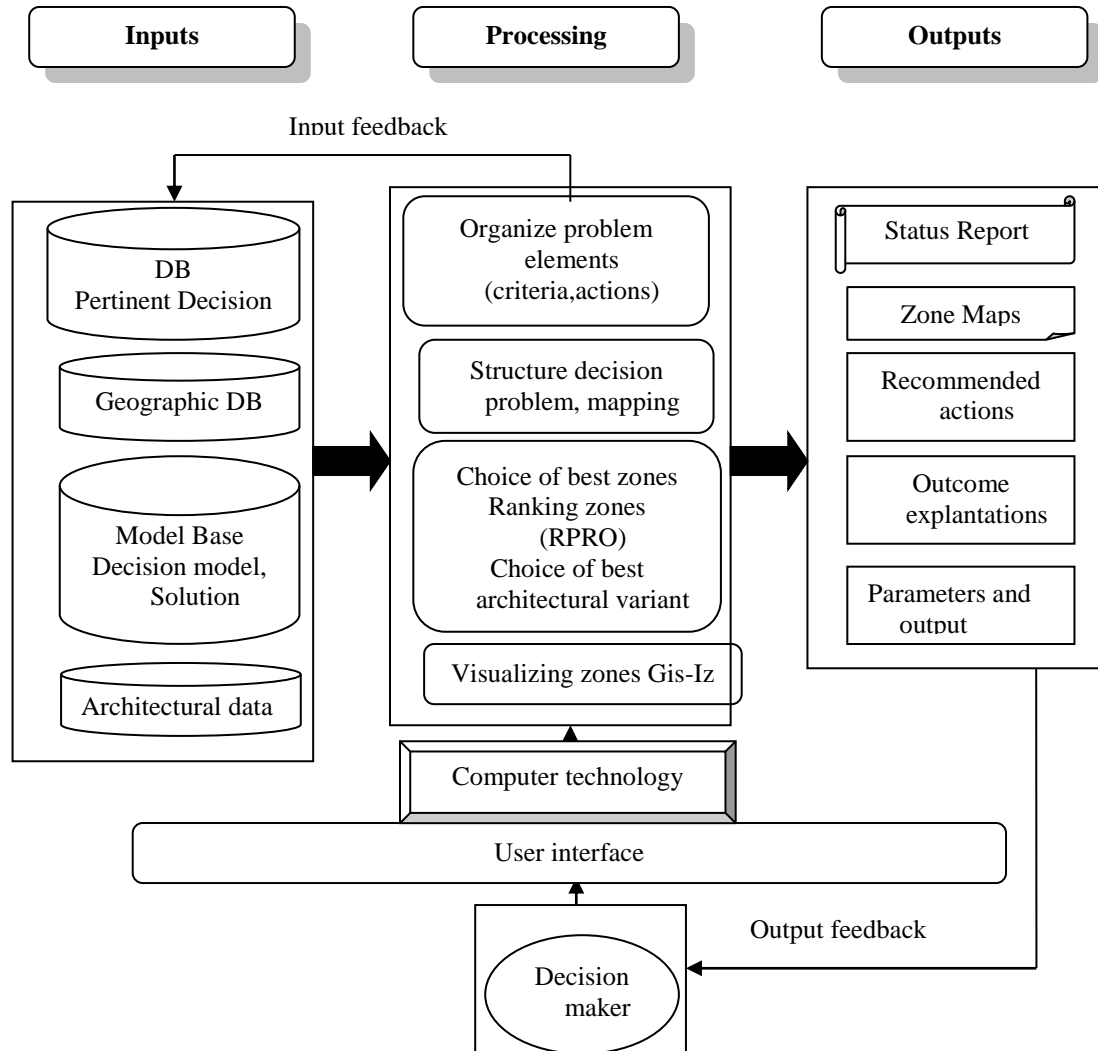 Inputs
Processing
Outputs
Input feedback
DB
Pertinent Decision
Geographic DB
Model Base
Decision model,
Solution
Architectural data
Organize problem
elements
(criteria,actions)
Structure decision
problem, mapping
Choice of best zones
Ranking zones
(RPRO)
Choice of best
architectural variant
Visualizing zones Gis-Iz
Status Report
Zone Maps
Recommended
actions
Outcome
explantations
Parameters and
output
Computer technology
User interface
Output feedback
Decision
maker